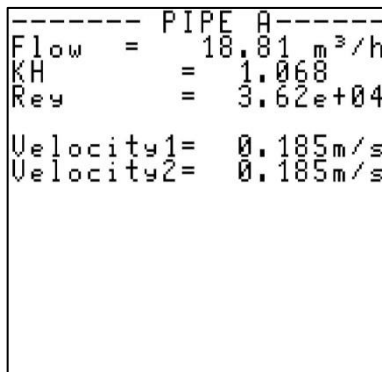 ------- PIPE A------
Flow = 18.81 m³/h
KH = 1.068
Rey = 3.62e+04
Velocity1= 0.185m/s
Velocity2= 0.185m/s